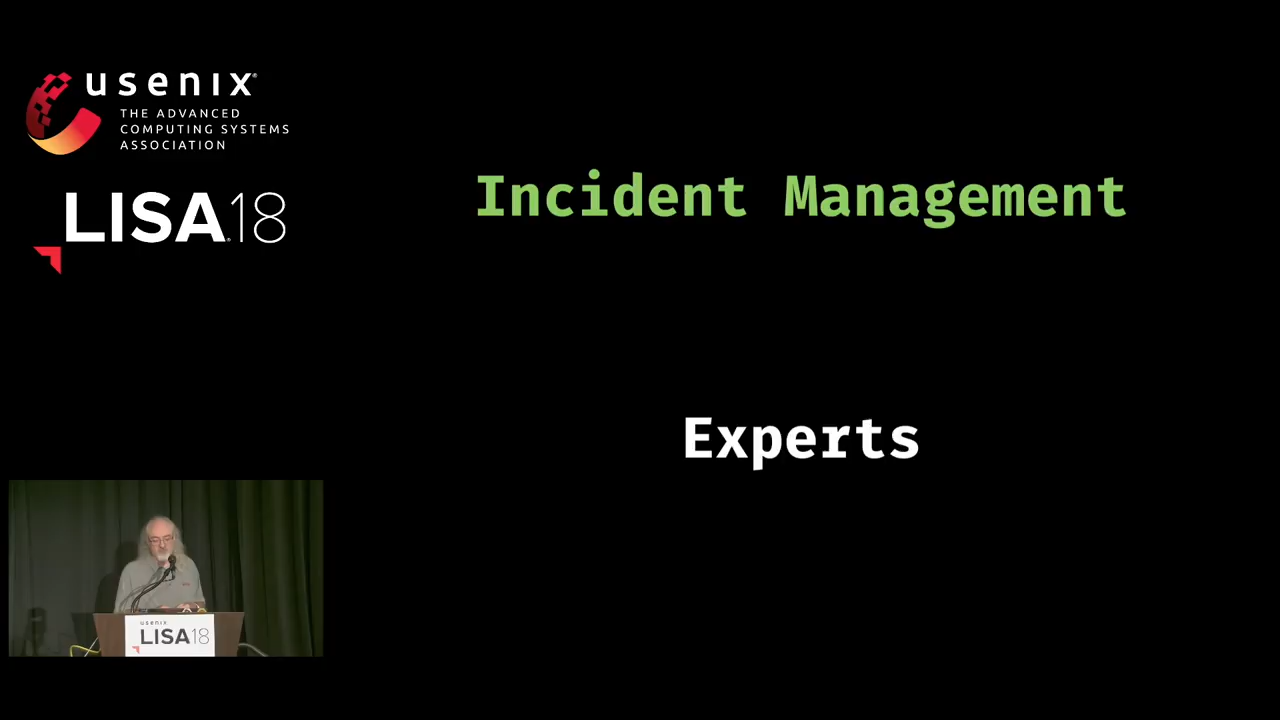 usenix®
THE ADVANCED
COMPUTING SYSTEMS
ASSOCIATION
LISA18
Incident Management
Experts
usenix
LISA18